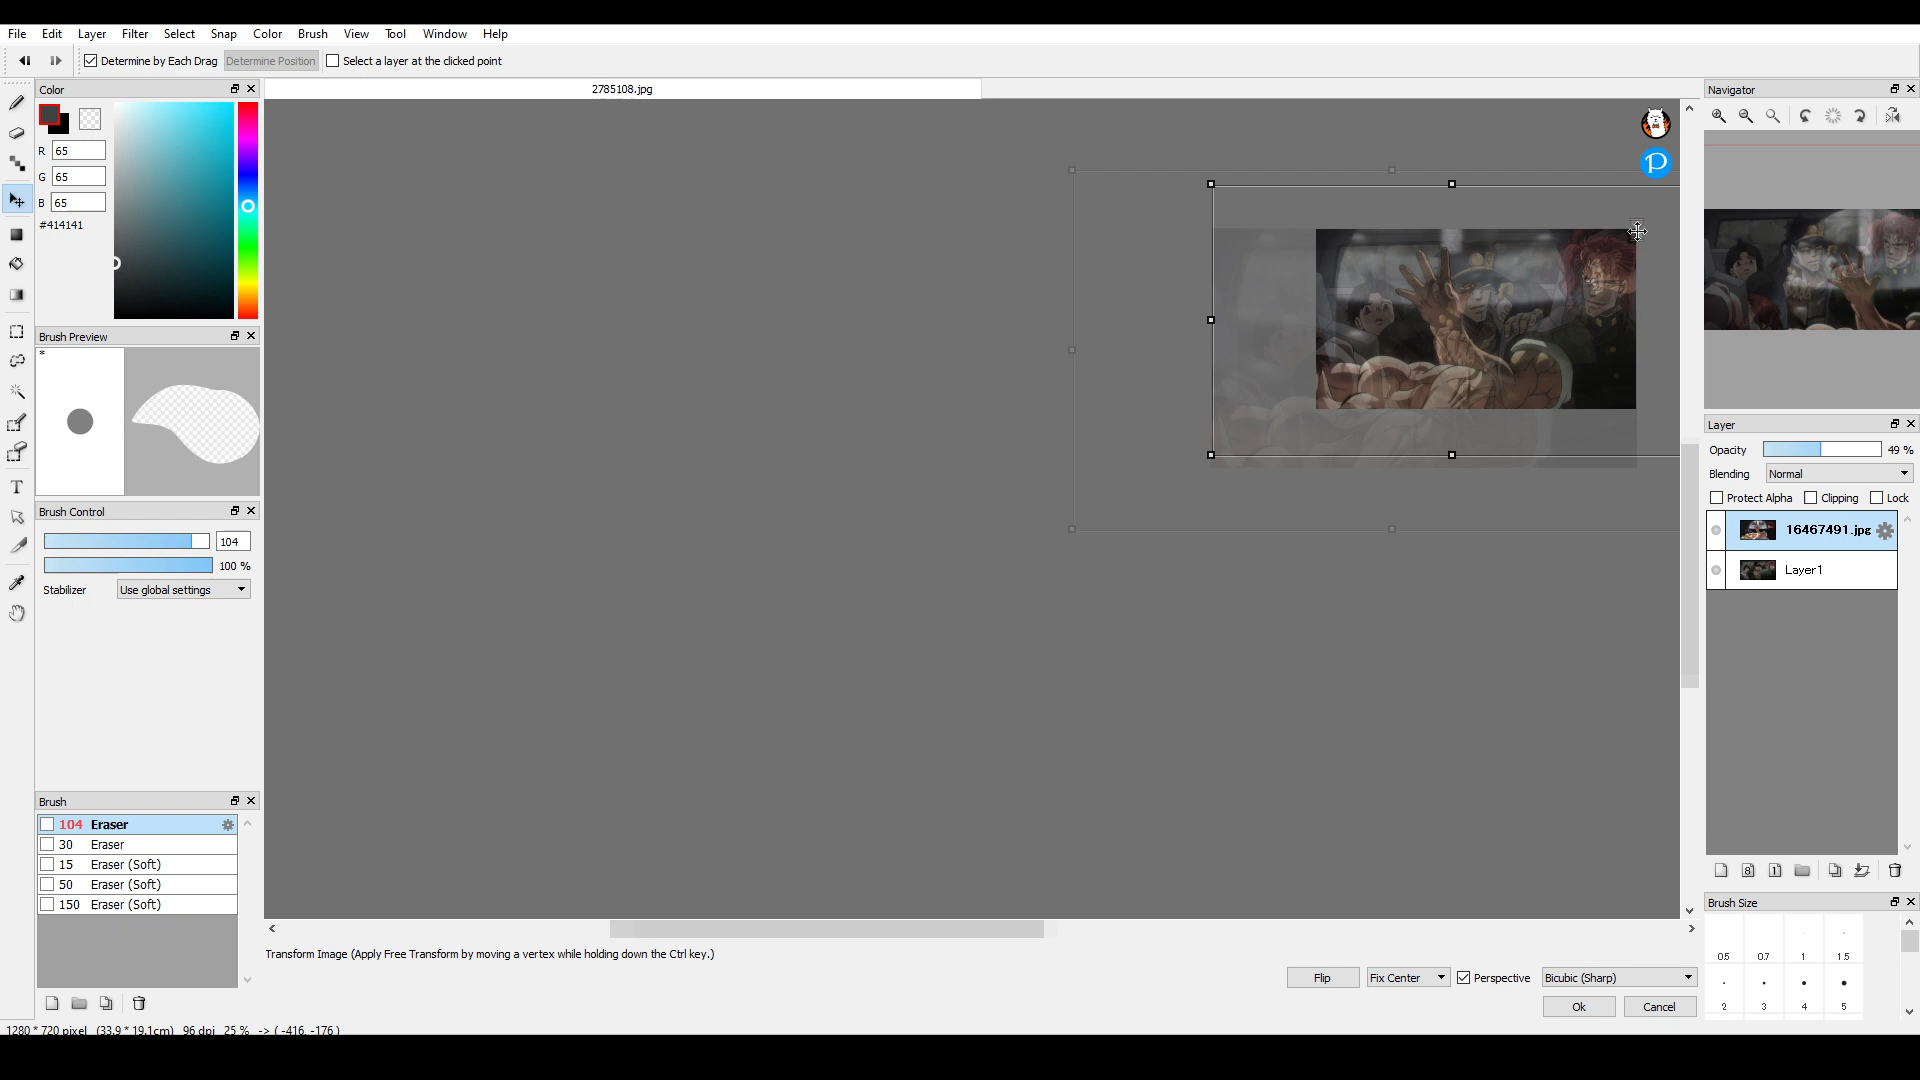 File Edit Layer Filter Select Snap Color Brush View Tool Window Help
Determine by Each Drag Determine Position Select a layer at the clicked point
Color
2785108.jpg
Navigator
R 65
G 65
B 65
#414141
Brush Preview
*
Layer
Opacity 49 %
Blending Normal
Protect Alpha Clipping Lock
16467491.jpg
Layer1
Brush Control
104
100 %
Stabilizer Use global settings
Brush
104 Eraser
30 Eraser
15 Eraser (Soft)
50 Eraser (Soft)
150 Eraser (Soft)
8 1
Brush Size
0.5 0.7 1 1.5
2 3 4 5
Transform Image (Apply Free Transform by moving a vertex while holding down the Ctrl key.)
Flip Fix Center Perspective Bicubic (Sharp)
Ok Cancel
1280 * 720 pixel (33.9 * 19.1cm) 96 dpi 25 % -> ( -416, -176 )